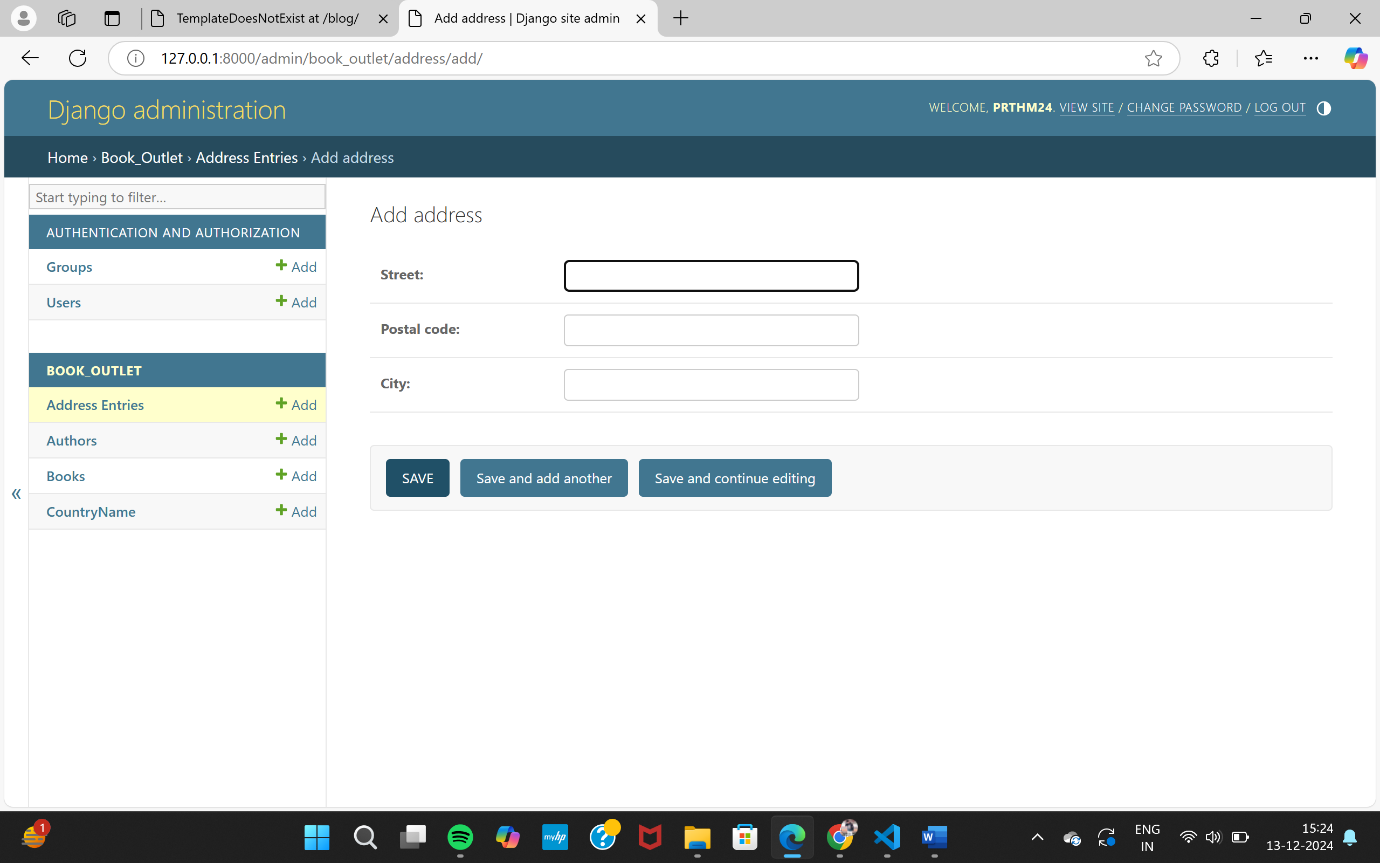 TemplateDoesNotExist at /blog/
Add address | Django site admin
127.0.0.1:8000/admin/book_outlet/address/add/
Django administration
WELCOME, PRTHM24. VIEW SITE / CHANGE PASSWORD / LOG OUT
Home › Book_Outlet › Address Entries › Add address
Start typing to filter...
AUTHENTICATION AND AUTHORIZATION
Groups + Add
Users + Add
BOOK_OUTLET
Address Entries + Add
Authors + Add
Books + Add
CountryName + Add
«
Add address
Street:
Postal code:
City:
SAVE
Save and add another
Save and continue editing
1
myhp
?
W
ENG
IN
15:24
13-12-2024